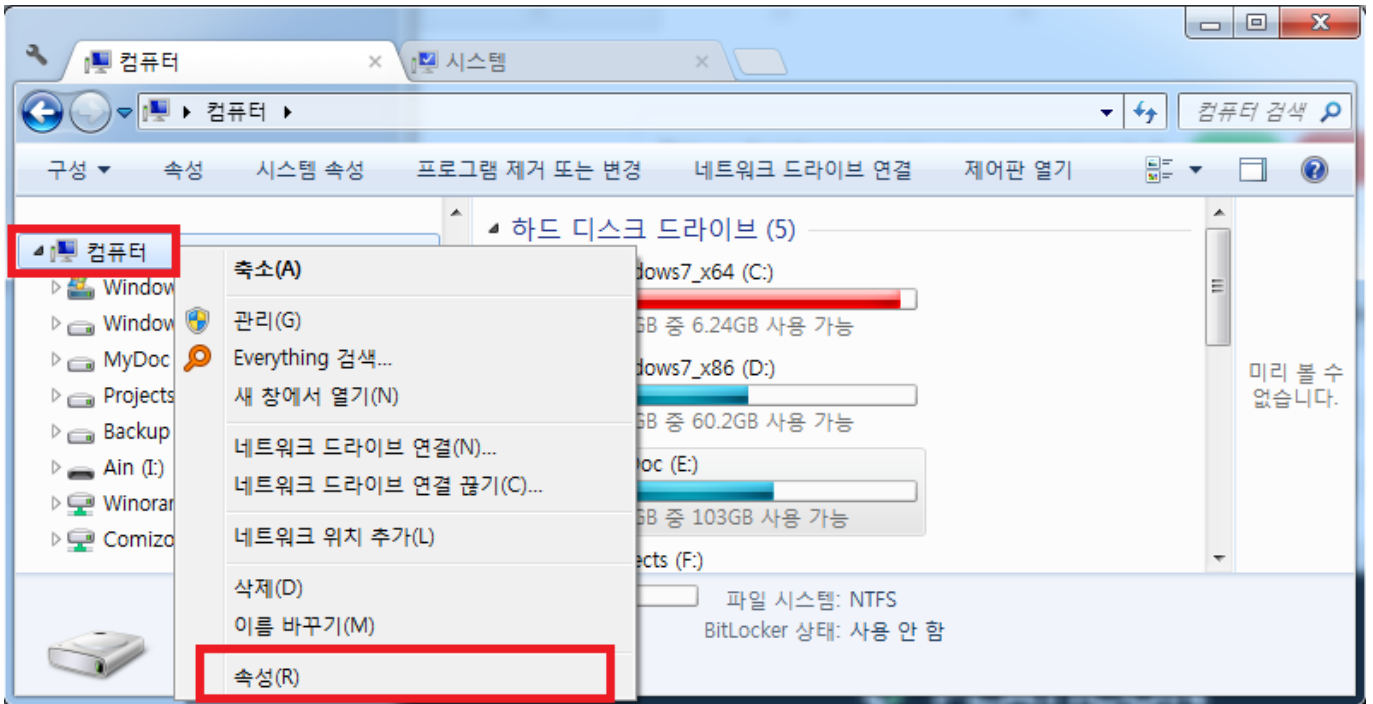 컴퓨터
시스템
컴퓨터
컴퓨터 검색
구성 속성 시스템 속성 프로그램 제거 또는 변경 네트워크 드라이브 연결 제어판 열기
컴퓨터
Window
Window
MyDoc
Projects
Backup
Ain (I:)
Winoran
Comizo
축소(A)
관리(G)
Everything 검색...
새 창에서 열기(N)
네트워크 드라이브 연결(N)...
네트워크 드라이브 연결 끊기(C)...
네트워크 위치 추가(L)
삭제(D)
이름 바꾸기(M)
속성(R)
하드 디스크 드라이브 (5)
dows7_x64 (C:)
GB 중 6.24GB 사용 가능
dows7_x86 (D:)
GB 중 60.2GB 사용 가능
oc (E:)
GB 중 103GB 사용 가능
ects (F:)
미리 볼 수
없습니다.
파일 시스템: NTFS
BitLocker 상태: 사용 안 함